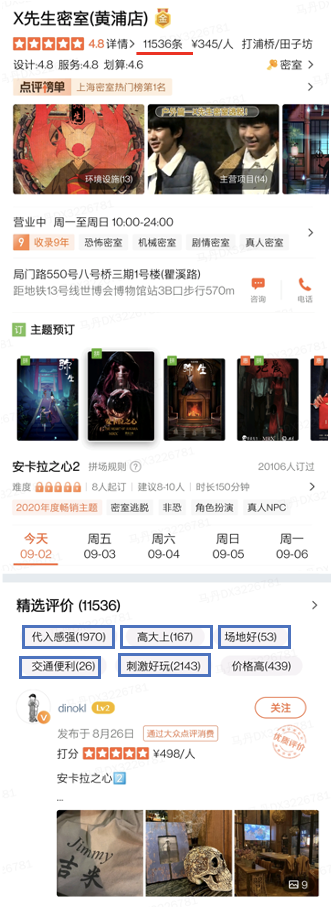 X先生密室(黄浦店)
4.8 详情> 11536条 ¥345/人 打浦桥/田子坊
设计:4.8 服务:4.8 划算:4.6 密室 >
点评榜单 上海密室热门榜第1名
环境设施(13)
主营项目(14)
营业中 周一至周日 10:00-24:00
9 收录9年 恐怖密室 机械密室 剧情密室 真人密室
局门路550号八号桥三期1号楼(瞿溪路)
距地铁13号线世博会博物馆站3B口步行570m
咨询
电话
订 主题预订
弥生
安卡拉之心2 拼场规则 ? 20106人订过
难度 8人起订 建议8-10人 时长150分钟
2020年度畅销主题 密室逃脱 非恐 角色扮演 真人NPC
今天 周五 周六 周日 周一
09-02 09-03 09-04 09-05 09-06
精选评价 (11536)
代入感强(1970) 高大上(167) 场地好(53)
交通便利(26) 刺激好玩(2143) 价格高(439)
dinokl Lv2
关注
发布于 8月26日 通过大众点评消费
优质评价
打分 ¥498/人
安卡拉之心2️⃣
...
Jimmy
吉米
9